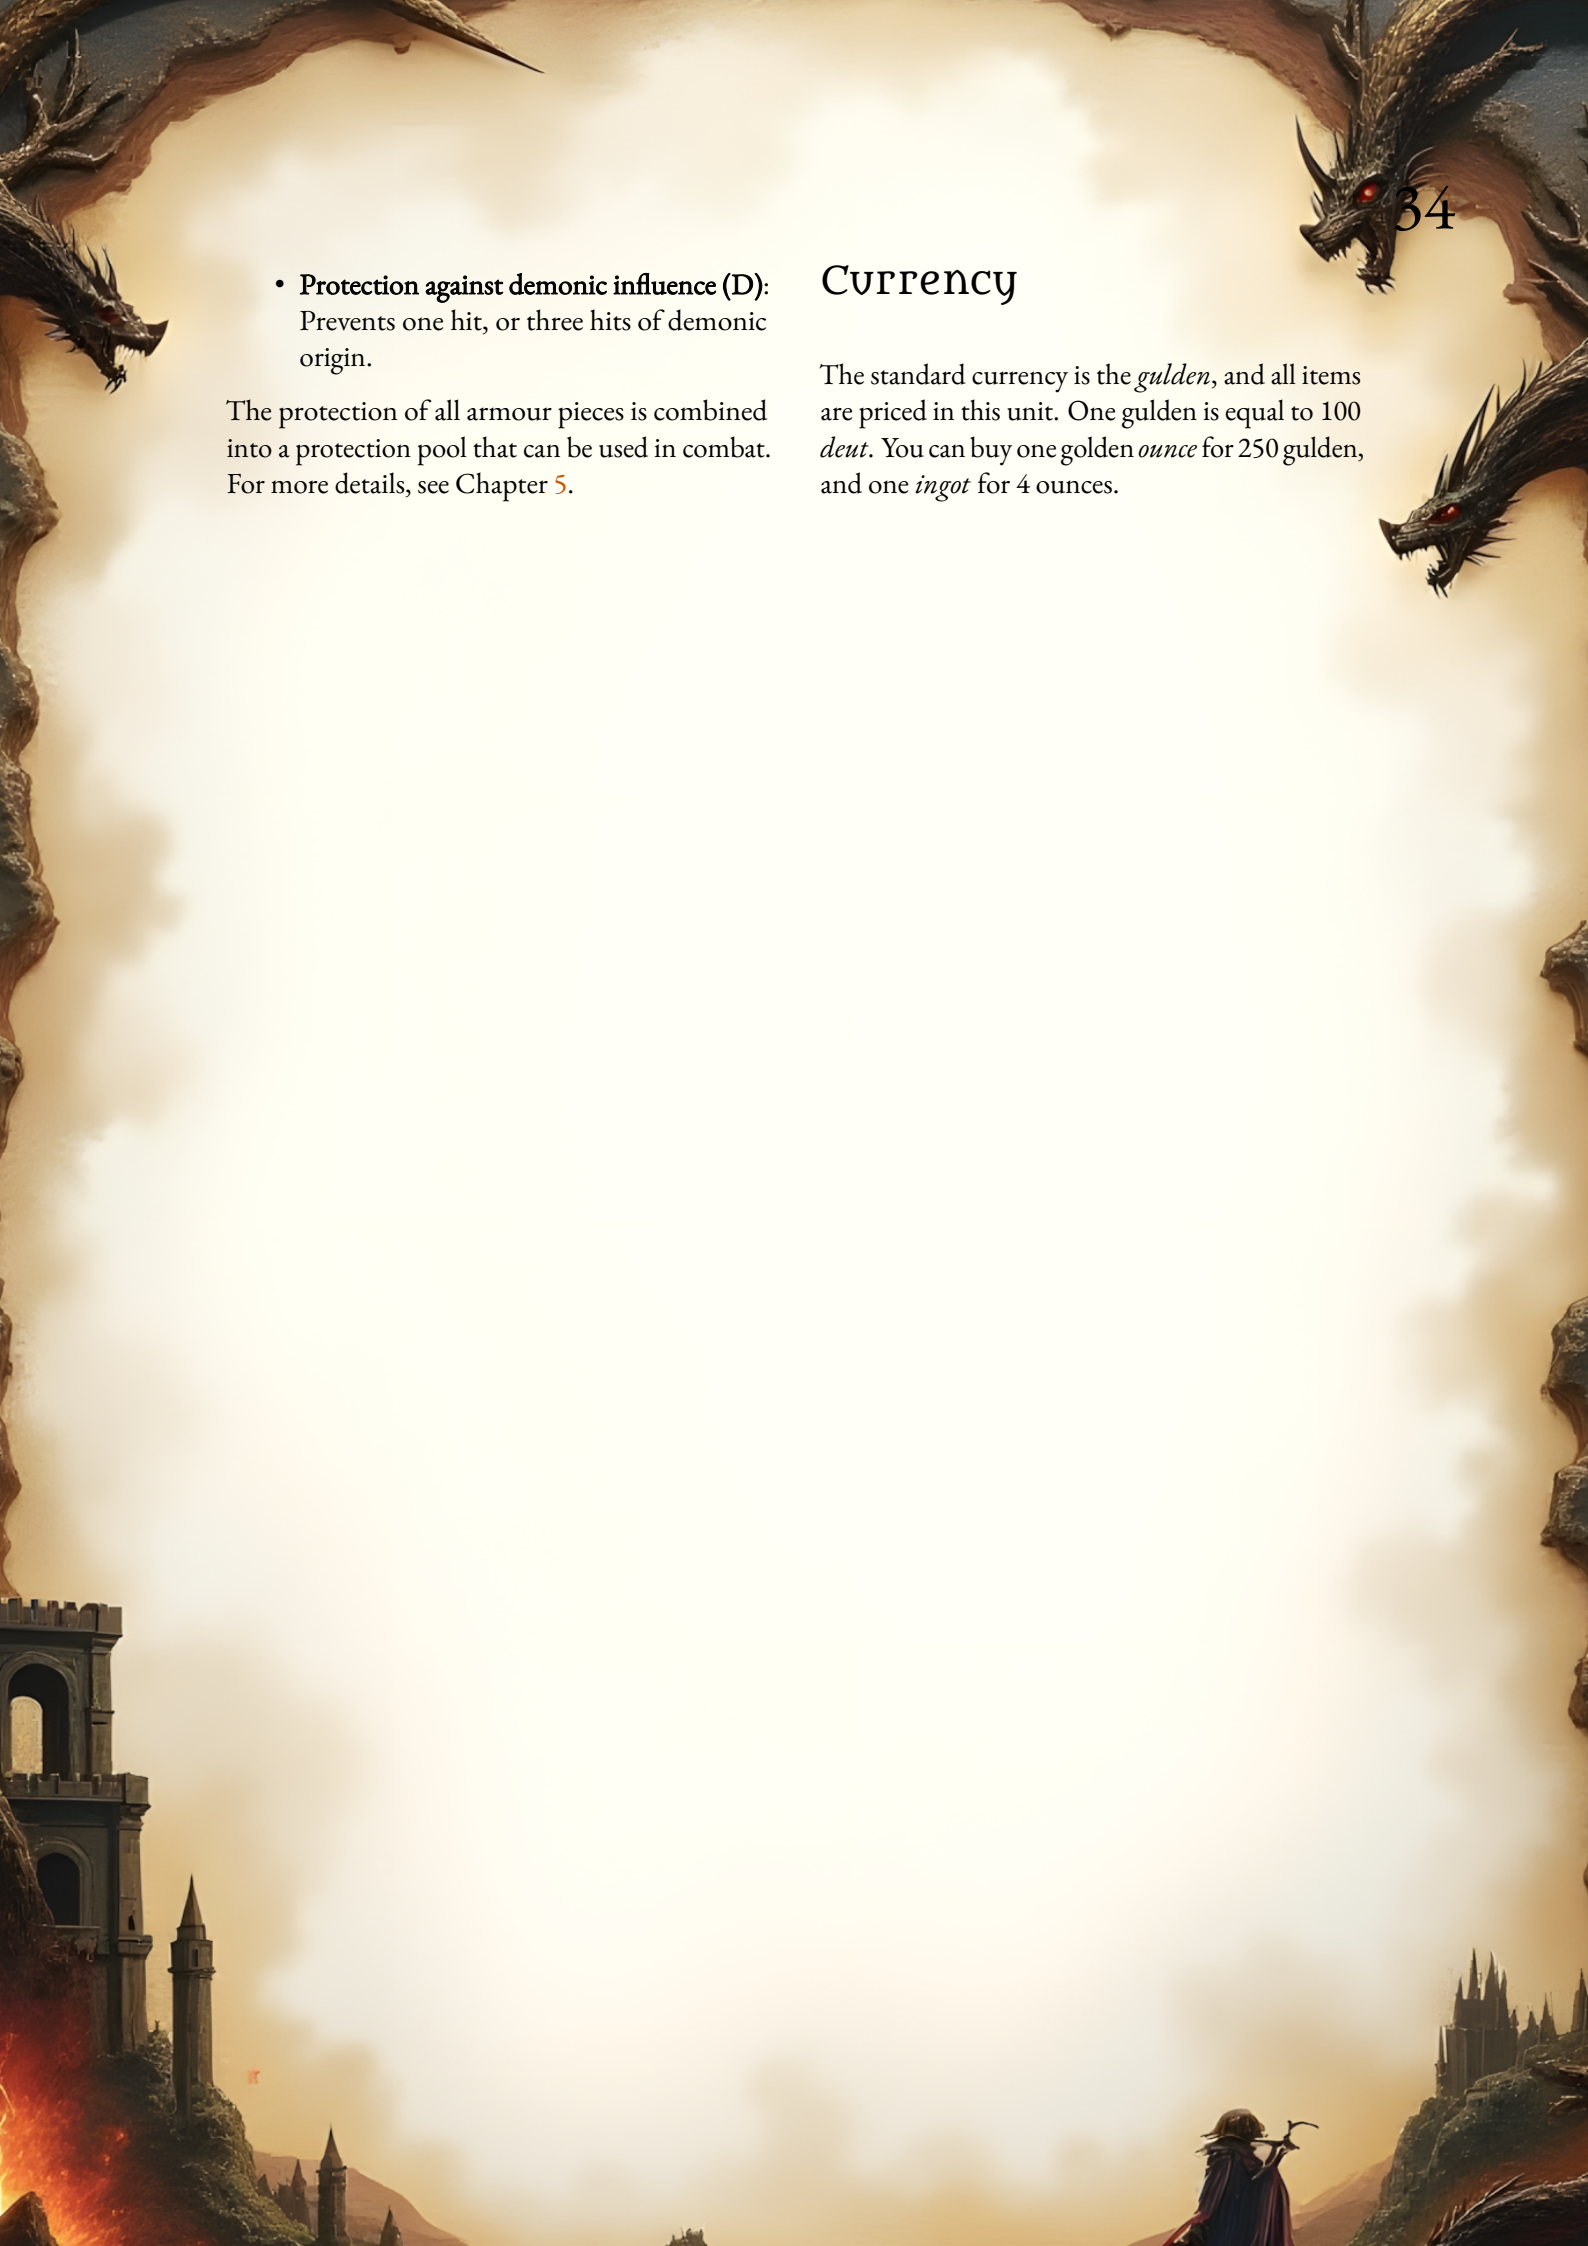 34
• Protection against demonic influence (D):
Prevents one hit, or three hits of demonic
origin.
The protection of all armour pieces is combined
into a protection pool that can be used in combat.
For more details, see Chapter 5.
Currency
The standard currency is the gulden, and all items
are priced in this unit. One gulden is equal to 100
deut. You can buy one golden ounce for 250 gulden,
and one ingot for 4 ounces.